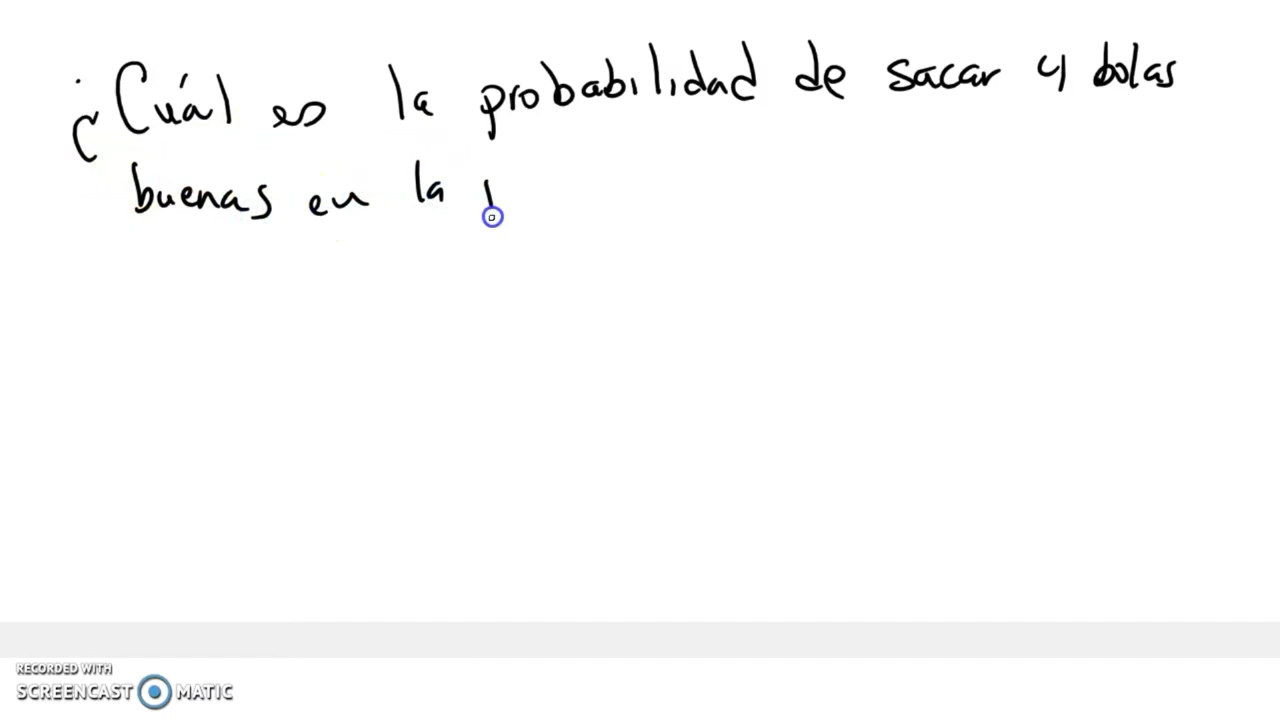 ¿Cuál es la probabilidad de sacar 4 bolas
buenas en la
RECORDED WITH
SCREENCAST MATIC